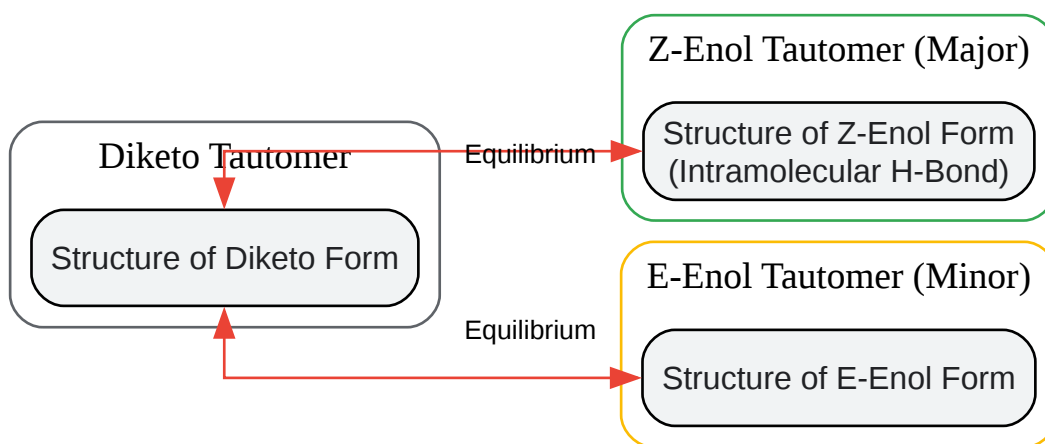 Diketo Tautomer
Structure of Diketo Form
Equilibrium
Equilibrium
Z-Enol Tautomer (Major)
Structure of Z-Enol Form
(Intramolecular H-Bond)
E-Enol Tautomer (Minor)
Structure of E-Enol Form